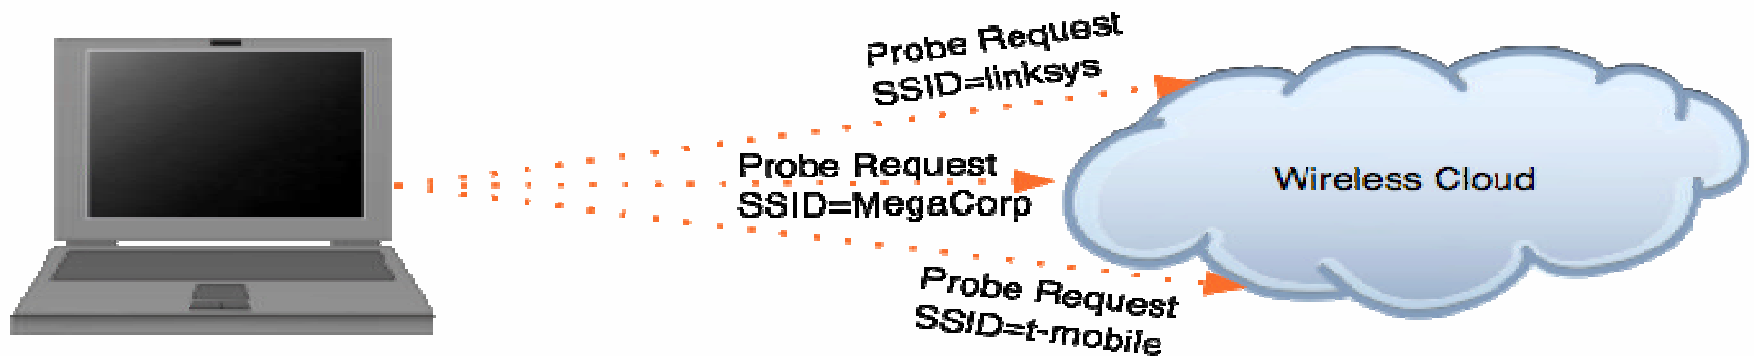 Probe Request
SSID=linksys
Probe Request
SSID=MegaCorp
Probe Request
SSID=t-mobile
Wireless Cloud